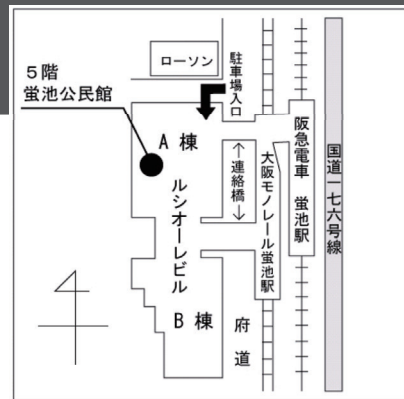 ローソン
駐車場入口
5階
蛍池公民館
A棟
ルシオーレビル
B棟
↑連絡橋↓
府道
大阪モノレール蛍池駅
阪急電車 蛍池駅
国道一七六号線